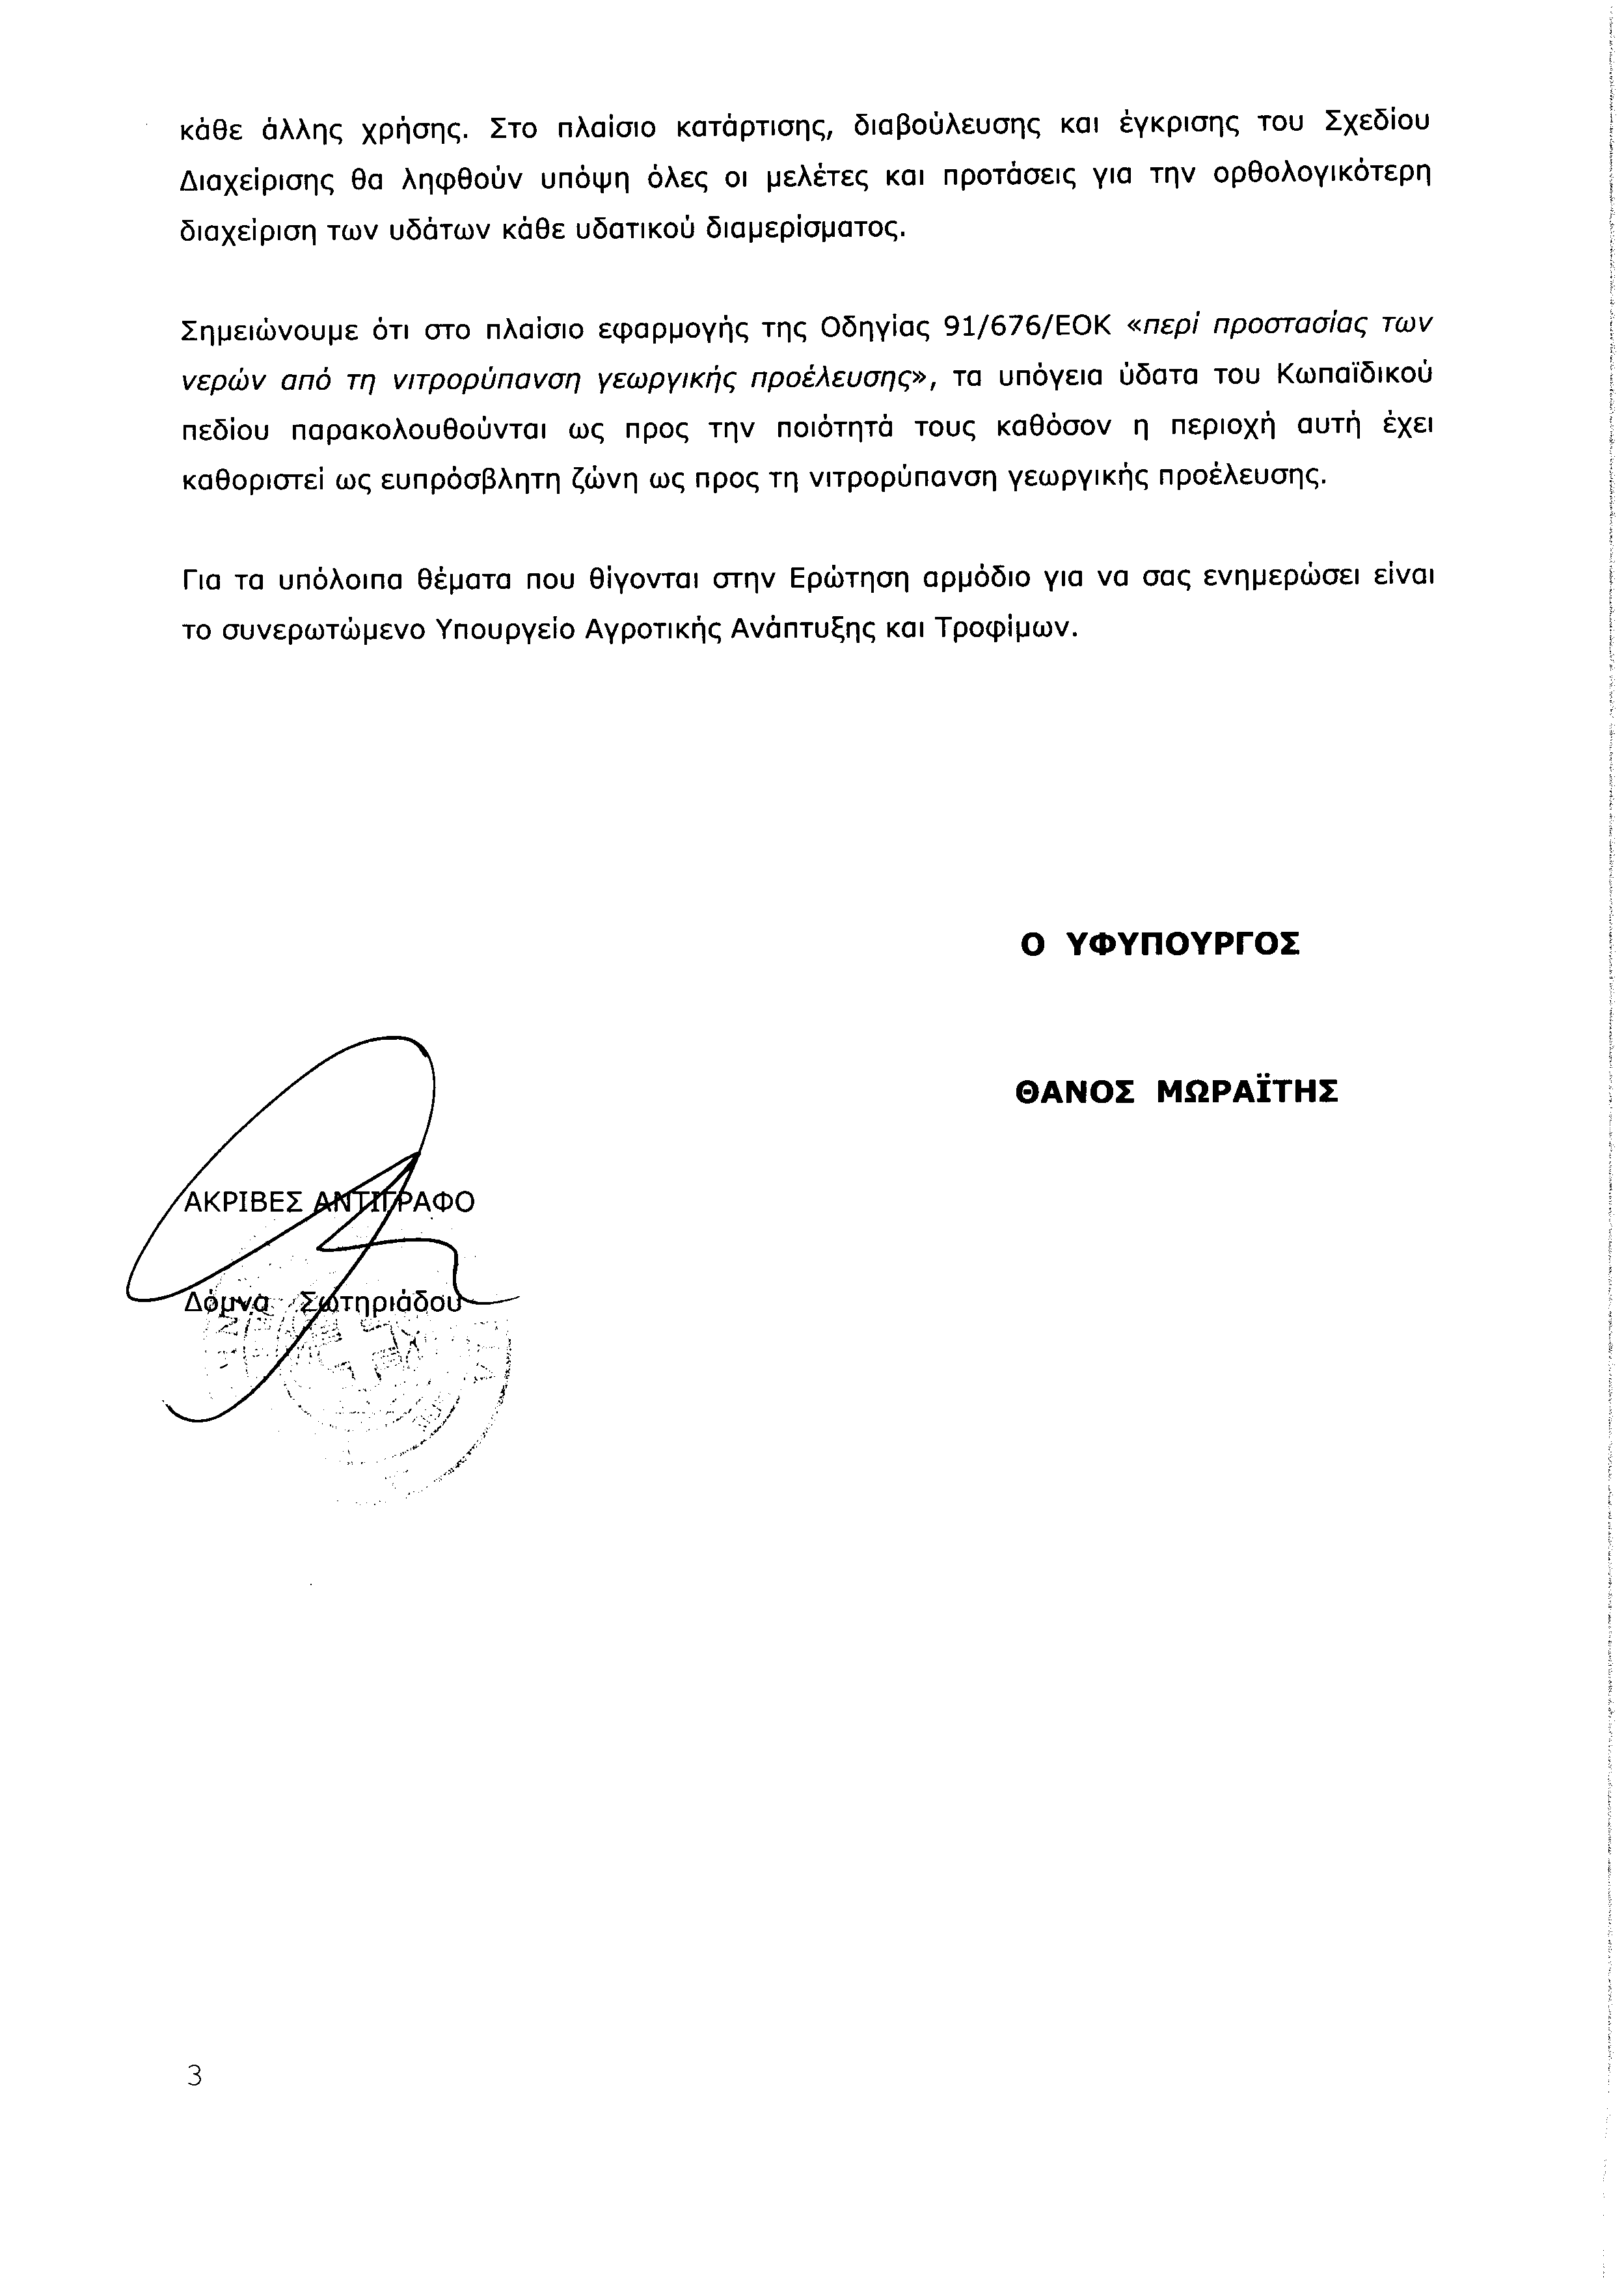 κάθε άλλης χρήσης. Στο πλαίσιο κατάρτισης, διαβούλευσης και έγκρισης του Σχεδίου
Διαχείρισης θα ληφθούν υπόψη όλες οι μελέτες και προτάσεις για την ορθολογικότερη
διαχείριση των υδάτων κάθε υδατικού διαμερίσματος.
Σημειώνουμε ότι στο πλαίσιο εφαρμογής της Οδηγίας 91/676/ΕΟΚ «περί προστασίας των
νερών από τη νιτρορύπανση γεωργικής προέλευσης», τα υπόγεια ύδατα του Κωπαϊδικού
πεδίου παρακολουθούνται ως προς την ποιότητά τους καθόσον η περιοχή αυτή έχει
καθοριστεί ως ευπρόσβλητη ζώνη ως προς τη νιτρορύπανση γεωργικής προέλευσης.
Για τα υπόλοιπα θέματα που θίγονται στην Ερώτηση αρμόδιο για να σας ενημερώσει είναι
το συνερωτώμενο Υπουργείο Αγροτικής Ανάπτυξης και Τροφίμων.
Ο ΥΦΥΠΟΥΡΓΟΣ
ΘΑΝΟΣ ΜΩΡΑΪΤΗΣ
ΑΚΡΙΒΕΣ ΑΝΤΙΓΡΑΦΟ
Δόμνα Σωτηριάδου
3